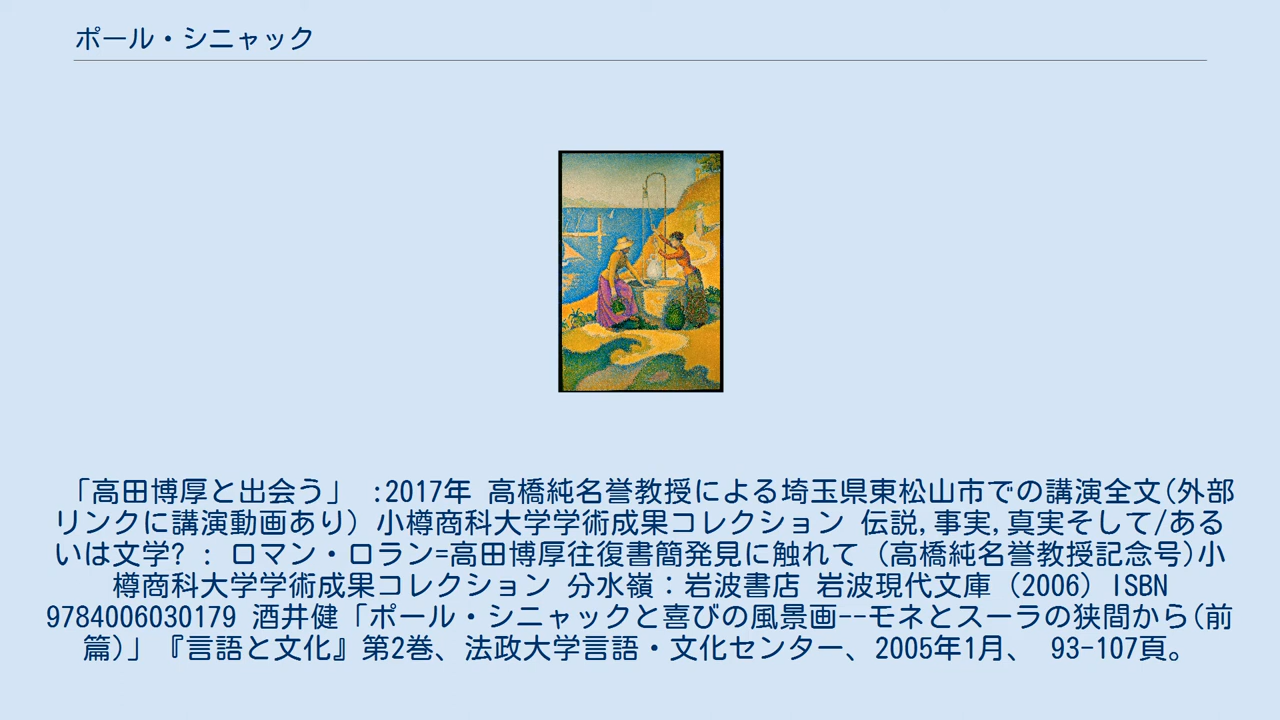 ポール・シニャック
「高田博厚と出会う」 :2017年 高橋純名誉教授による埼玉県東松山市での講演全文(外部
リンクに講演動画あり) 小樽商科大学学術成果コレクション 伝説,事実,真実そして/ある
いは文学? : ロマン・ロラン=高田博厚往復書簡発見に触れて (高橋純名誉教授記念号)小
樽商科大学学術成果コレクション 分水嶺：岩波書店 岩波現代文庫 (2006) ISBN
9784006030179 酒井健「ポール・シニャックと喜びの風景画--モネとスーラの狭間から(前
篇)」『言語と文化』第2巻、法政大学言語・文化センター、2005年1月、 93-107頁。